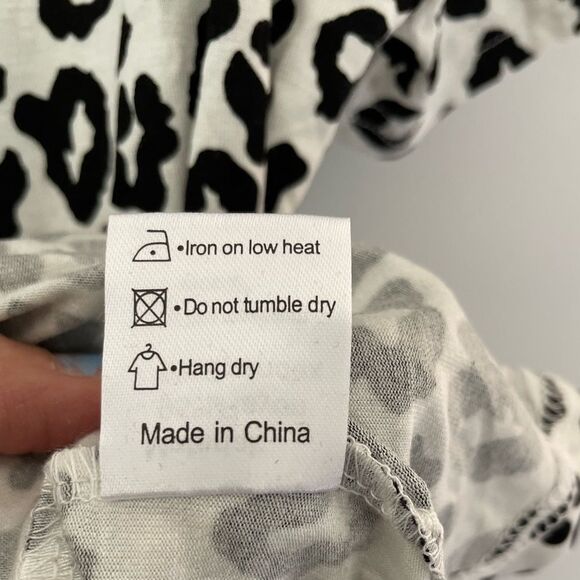 •Iron on low heat
•Do not tumble dry
•Hang dry
Made in China